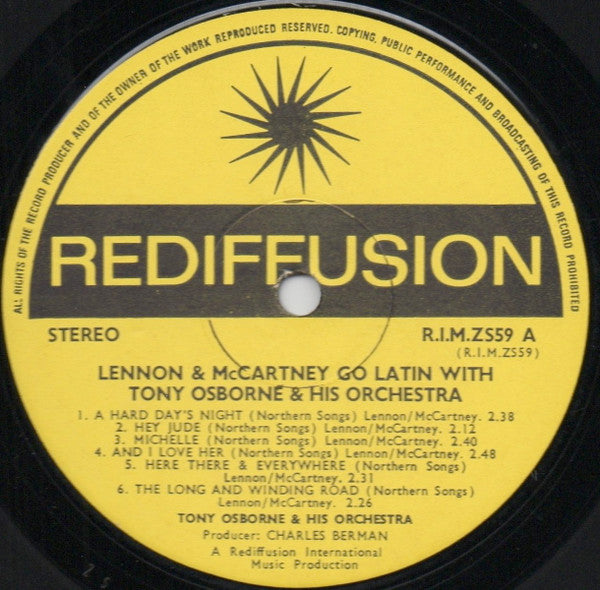 ALL RIGHTS OF THE RECORD PRODUCER AND OF THE OWNER OF THE WORK REPRODUCED RESERVED. COPYING, PUBLIC PERFORMANCE AND BROADCASTING OF THIS RECORD PROHIBITED
REDIFFUSION
STEREO
R.I.M.ZS59 A
(R.I.M.ZS59)
LENNON & McCARTNEY GO LATIN WITH
TONY OSBORNE & HIS ORCHESTRA
1. A HARD DAY'S NIGHT (Northern Songs) Lennon/McCartney. 2.38
2. HEY JUDE (Northern Songs) Lennon/McCartney. 2.12
3. MICHELLE (Northern Songs) Lennon/McCartney. 2.40
4. AND I LOVE HER (Northern Songs) Lennon/McCartney. 2.48
5. HERE THERE & EVERYWHERE (Northern Songs)
Lennon/McCartney. 2.31
6. THE LONG AND WINDING ROAD (Northern Songs)
Lennon/McCartney. 2.26
TONY OSBORNE & HIS ORCHESTRA
Producer: CHARLES BERMAN
A Rediffusion International
Music Production